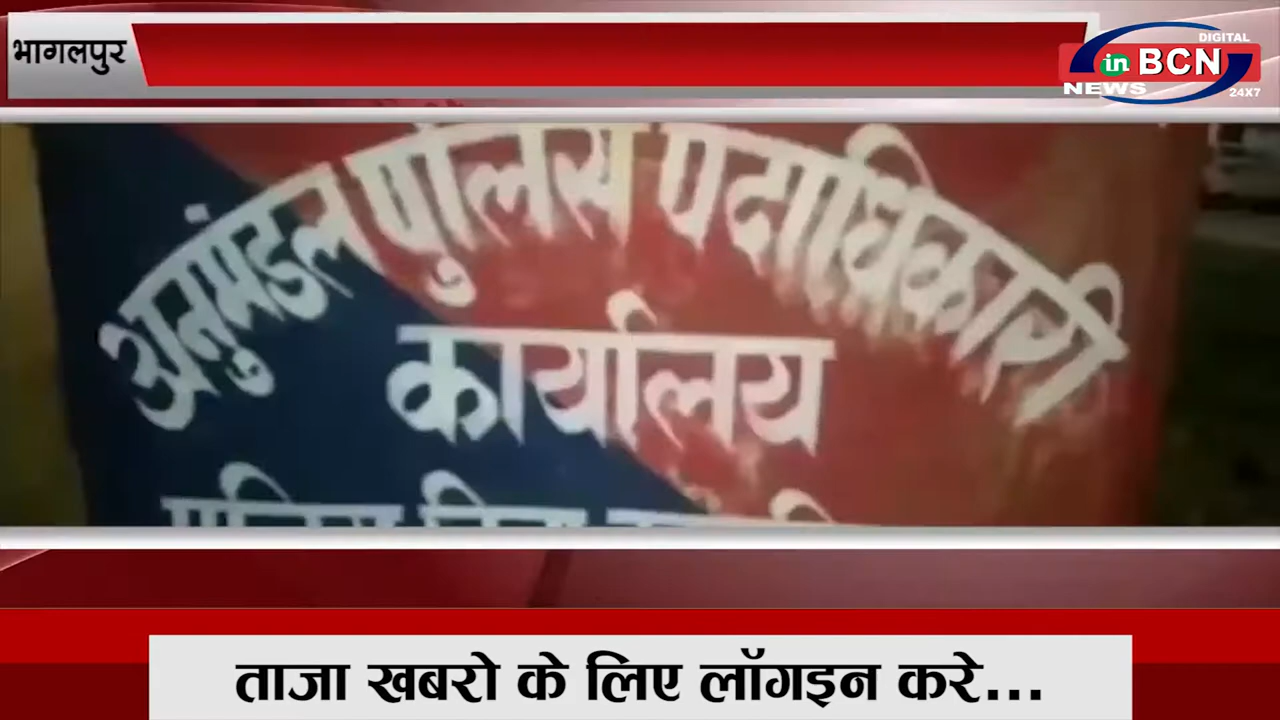 भागलपुर
DIGITAL
in BCN
NEWS 24X7
अनुमंडल पुलिस पदाधिकारी
कार्यालय
ताजा खबरो के लिए लॉगइन करे...